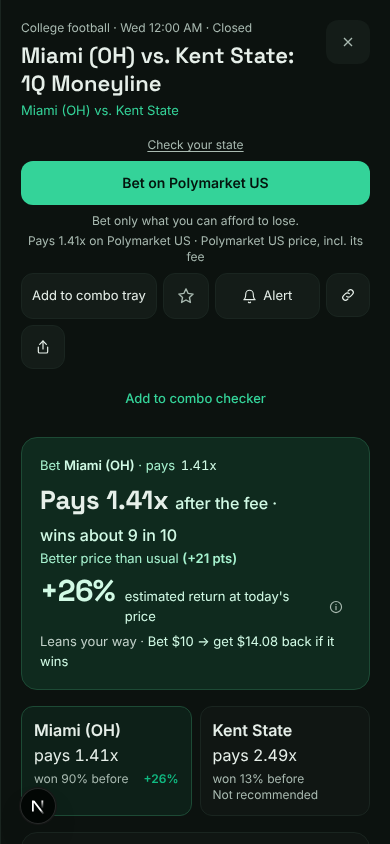 College football · Wed 12:00 AM · Closed
Miami (OH) vs. Kent State:
1Q Moneyline
Miami (OH) vs. Kent State
Check your state
Bet on Polymarket US
Bet only what you can afford to lose.
Pays 1.41x on Polymarket US · Polymarket US price, incl. its
fee
Add to combo tray
Alert
Add to combo checker
Bet Miami (OH) · pays 1.41x
Pays 1.41x after the fee ·
wins about 9 in 10
Better price than usual (+21 pts)
+26% estimated return at today's
price
Leans your way · Bet $10 → get $14.08 back if it
wins
Miami (OH)
pays 1.41x
won 90% before +26%
Kent State
pays 2.49x
won 13% before
Not recommended
N